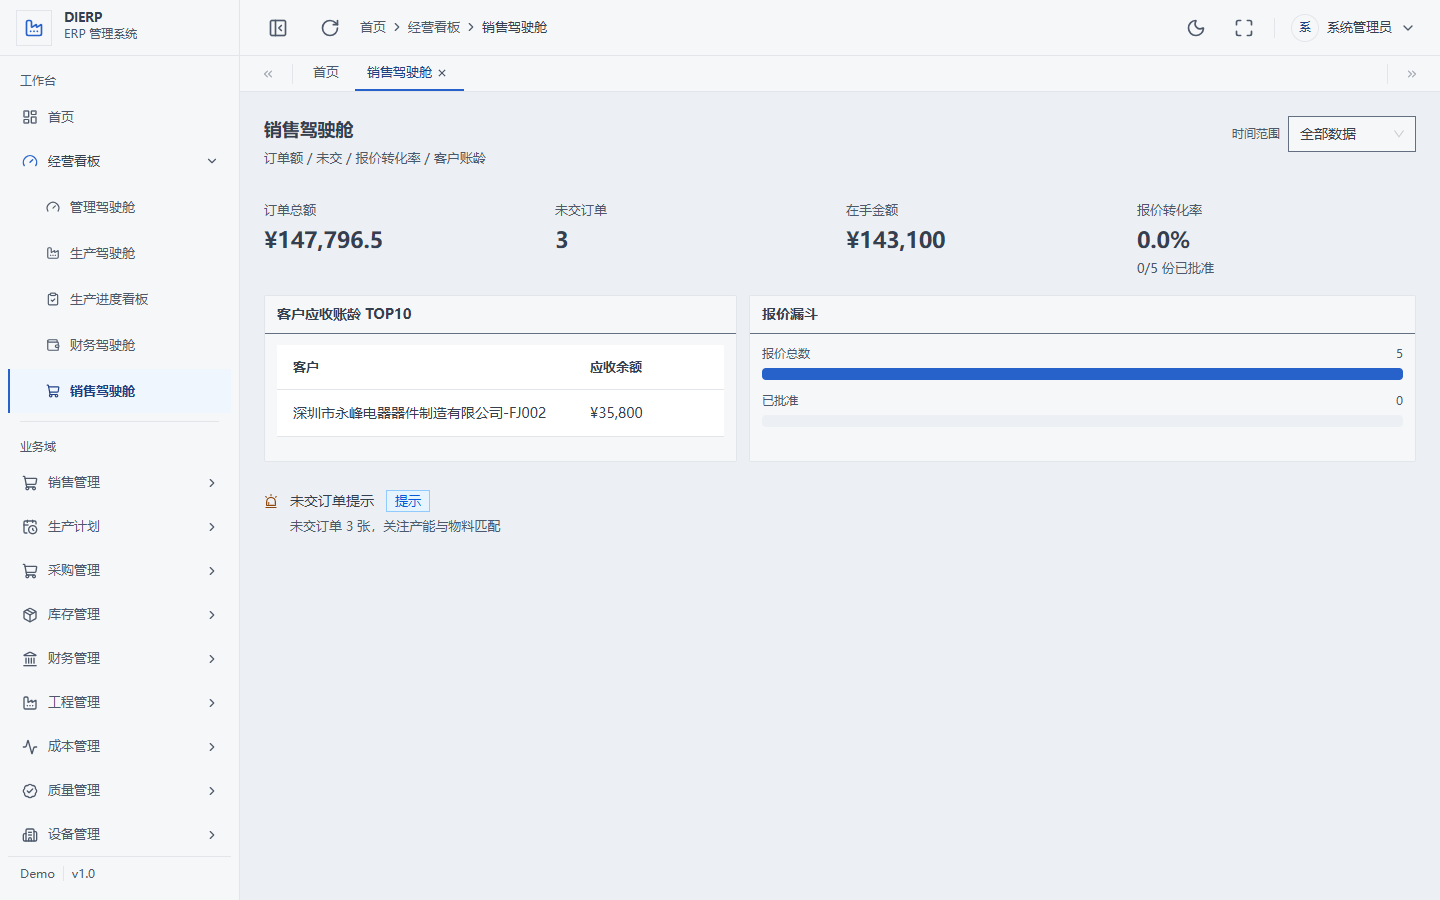 DIERP
ERP 管理系统
工作台
首页
经营看板
管理驾驶舱
生产驾驶舱
生产进度看板
财务驾驶舱
销售驾驶舱
业务域
销售管理
生产计划
采购管理
库存管理
财务管理
工程管理
成本管理
质量管理
设备管理
Demo v1.0
首页 > 经营看板 > 销售驾驶舱
系 系统管理员
« 首页 销售驾驶舱 × »
销售驾驶舱
订单额 / 未交 / 报价转化率 / 客户账龄
时间范围 全部数据
订单总额
¥147,796.5
未交订单
3
在手金额
¥143,100
报价转化率
0.0%
0/5 份已批准
客户应收账龄 TOP10
客户 应收余额
深圳市永峰电器器件制造有限公司-FJ002 ¥35,800
报价漏斗
报价总数 5
已批准 0
未交订单提示 提示
未交订单 3 张，关注产能与物料匹配